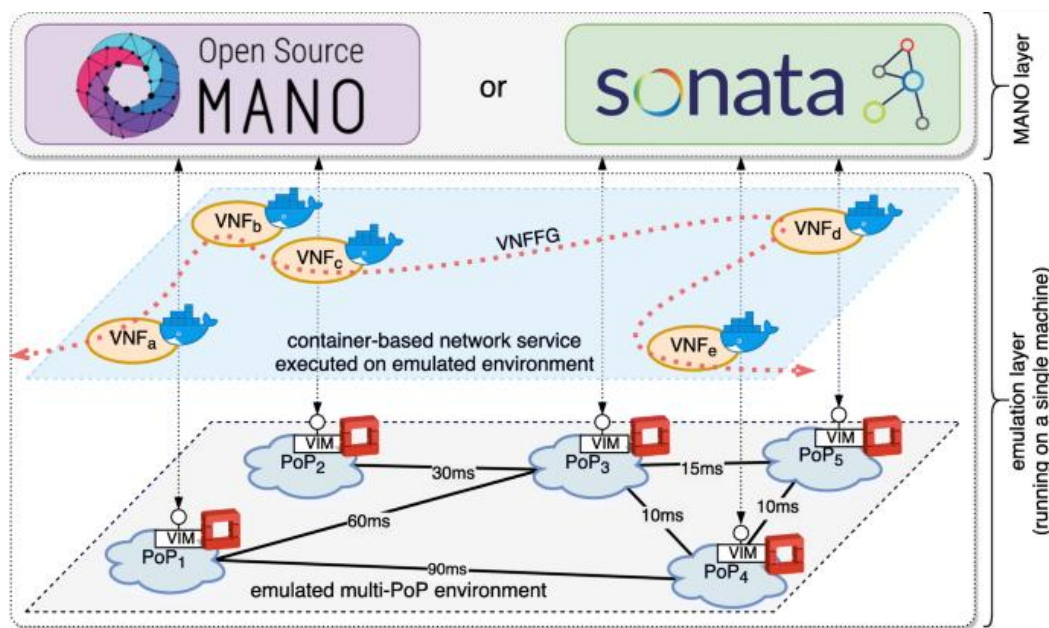 Open Source
MANO
or
sonata
MANO layer
VNFb
VNFc
VNFFG
VNFd
VNFa
VNFe
container-based network service
executed on emulated environment
VIM
PoP2
VIM
PoP3
VIM
PoP5
30ms
15ms
60ms
10ms
10ms
VIM
PoP1
VIM
PoP4
90ms
emulated multi-PoP environment
emulation layer
(running on a single machine)